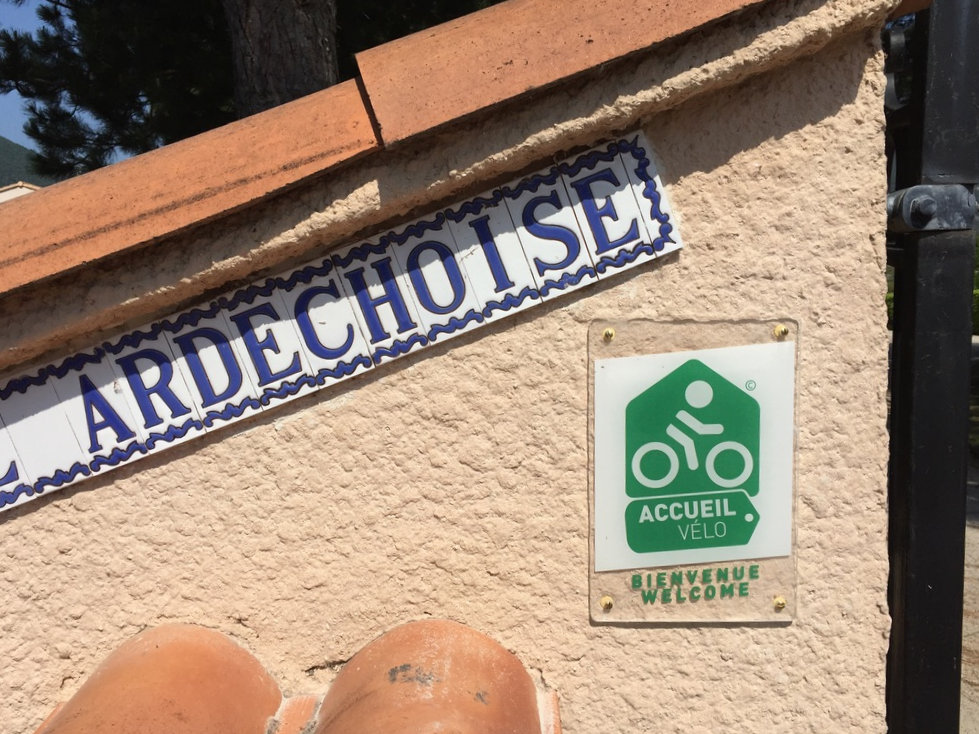 ARDECHOISE
©
ACCUEIL
VÉLO
BIENVENUE
WELCOME